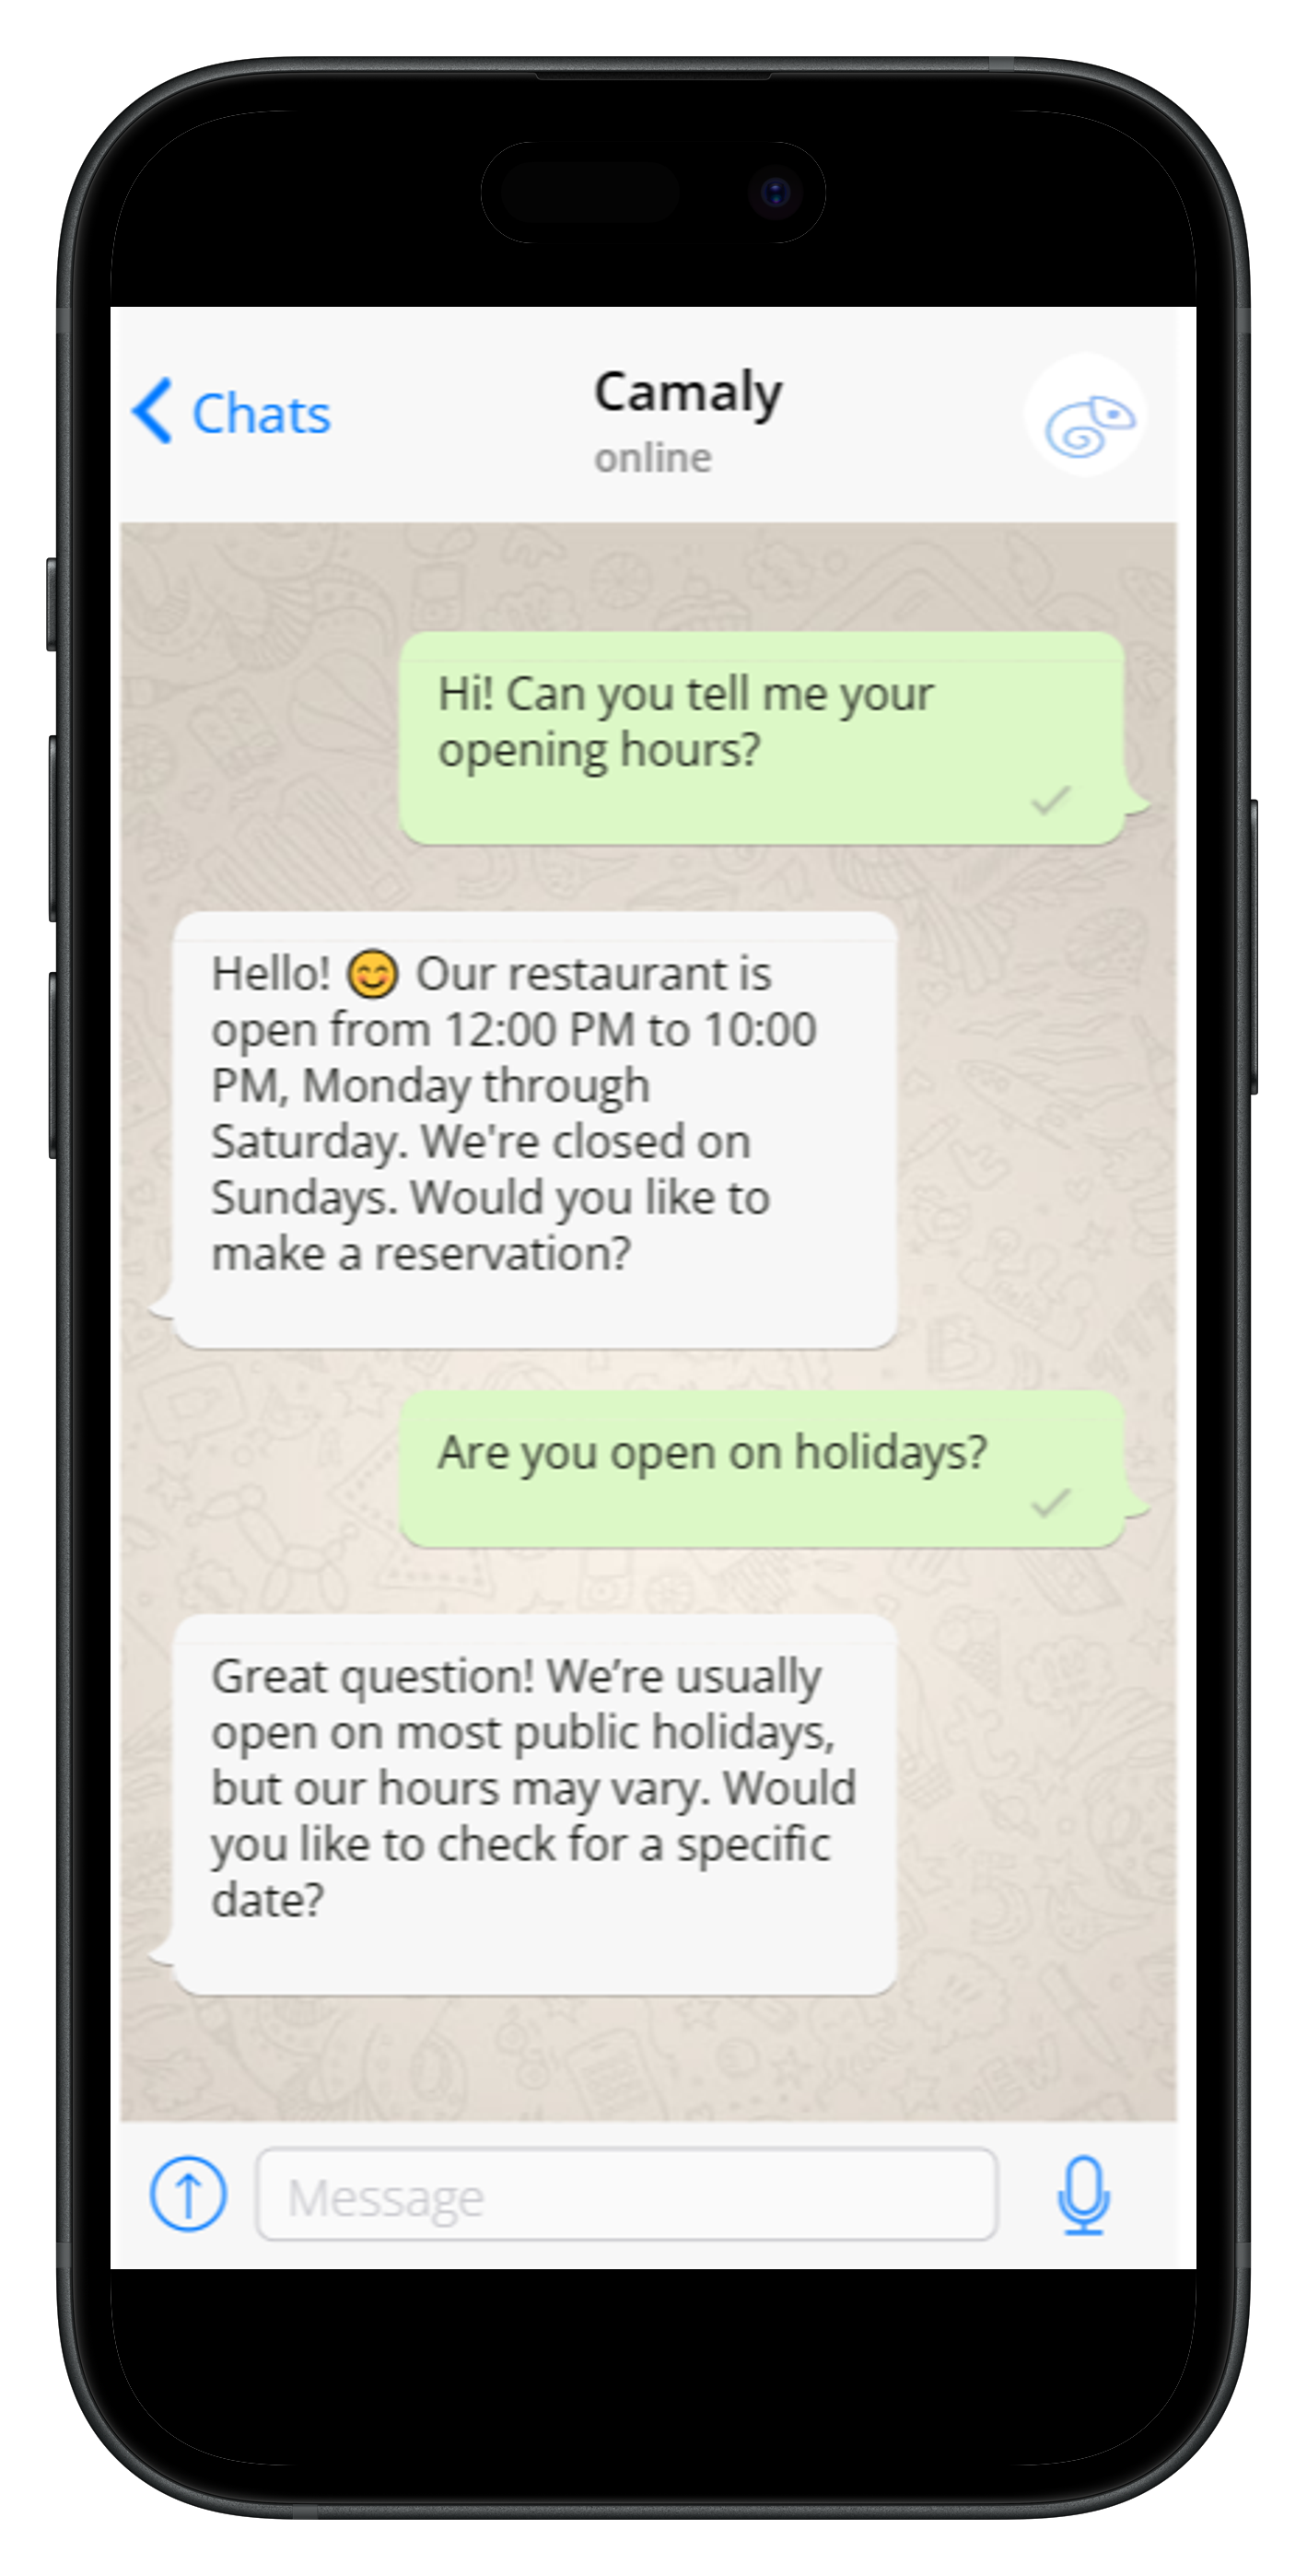 Chats
Camaly
online
Hi! Can you tell me your
opening hours?
Hello! 😊 Our restaurant is
open from 12:00 PM to 10:00
PM, Monday through
Saturday. We're closed on
Sundays. Would you like to
make a reservation?
Are you open on holidays?
Great question! We’re usually
open on most public holidays,
but our hours may vary. Would
you like to check for a specific
date?
Message